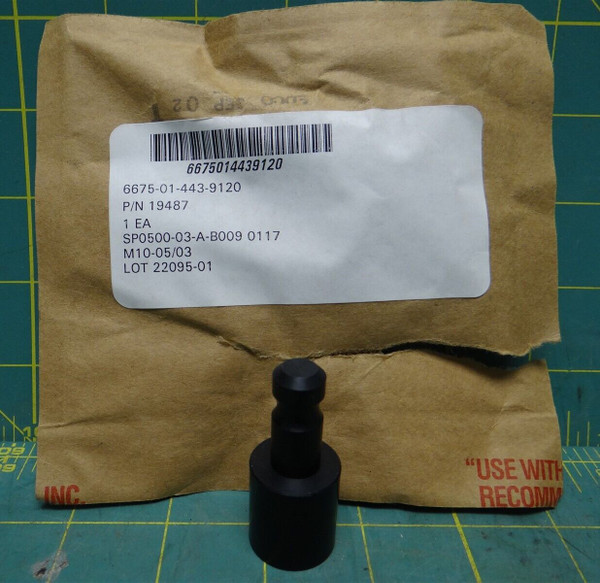 6675014439120
6675-01-443-9120
P/N 19487
1 EA
SP0500-03-A-B009 0117
M10-05/03
LOT 22095-01
INC.
"USE WITH
RECOMM